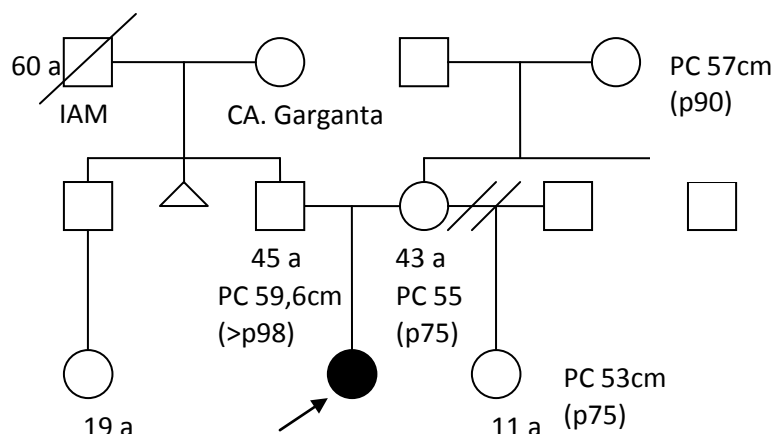 60 a
IAM
CA. Garganta
PC 57cm
(p90)
45 a
PC 59,6cm
(>p98)
43 a
PC 55
(p75)
19 a
11 a
PC 53cm
(p75)